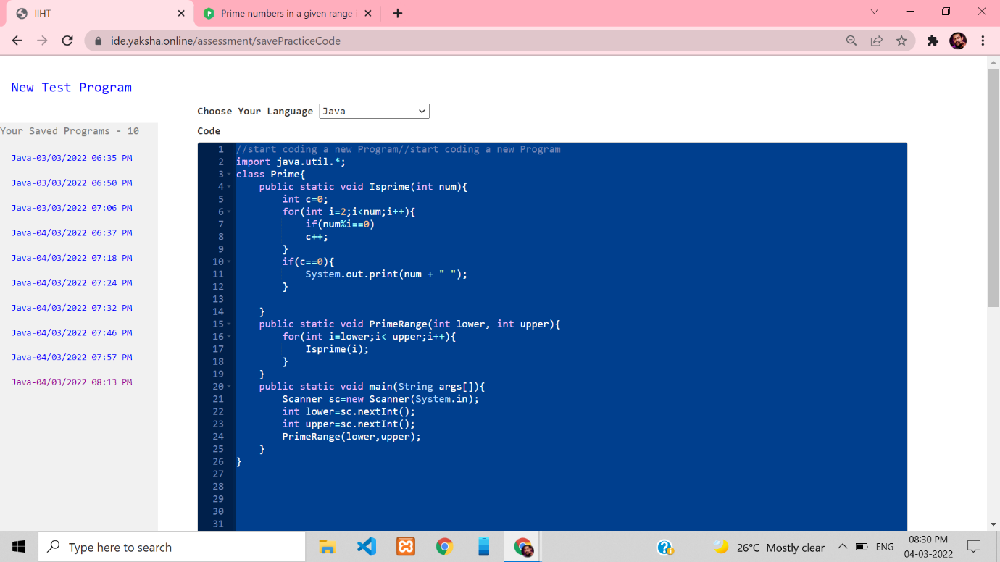 IIHT
Prime numbers in a given range
ide.yaksha.online/assessment/savePracticeCode
New Test Program
Choose Your Language Java
Your Saved Programs - 10
Code
Java-03/03/2022 06:35 PM
Java-03/03/2022 06:50 PM
Java-03/03/2022 07:06 PM
Java-04/03/2022 06:37 PM
Java-04/03/2022 07:18 PM
Java-04/03/2022 07:24 PM
Java-04/03/2022 07:32 PM
Java-04/03/2022 07:46 PM
Java-04/03/2022 07:57 PM
Java-04/03/2022 08:13 PM
1 //start coding a new Program//start coding a new Program
2 import java.util.*;
3 class Prime{
4 public static void Isprime(int num){
5 int c=0;
6 for(int i=2;i<num;i++){
7 if(num%i==0)
8 c++;
9 }
10 if(c==0){
11 System.out.print(num + " ");
12 }
13
14 }
15 public static void PrimeRange(int lower, int upper){
16 for(int i=lower;i< upper;i++){
17 Isprime(i);
18 }
19 }
20 public static void main(String args[]){
21 Scanner sc=new Scanner(System.in);
22 int lower=sc.nextInt();
23 int upper=sc.nextInt();
24 PrimeRange(lower,upper);
25 }
26 }
27
28
29
30
31
Type here to search
26°C Mostly clear
ENG
08:30 PM
04-03-2022